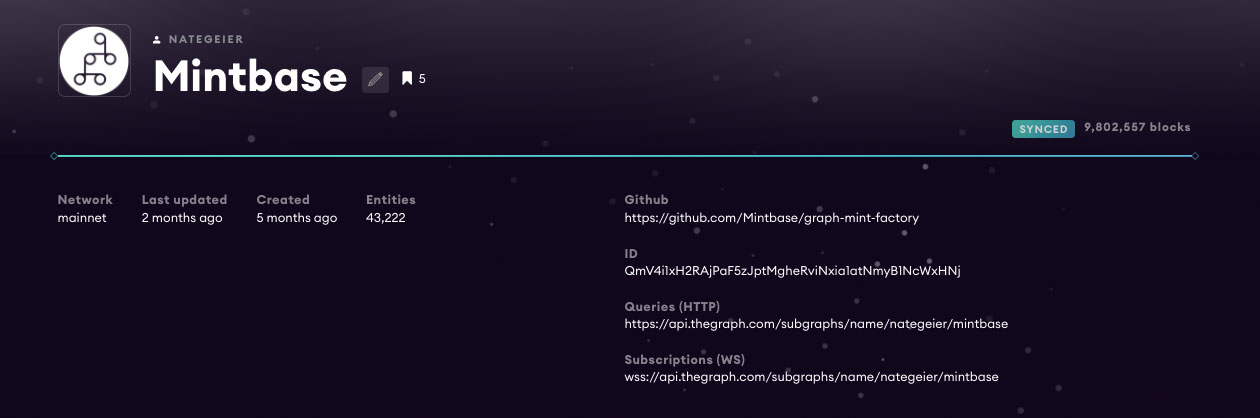 NATEGEIER
Mintbase 5
SYNCED 9,802,557 blocks
Network Last updated Created Entities
mainnet 2 months ago 5 months ago 43,222
Github
https://github.com/Mintbase/graph-mint-factory
ID
QmV4i1xH2RAjPaF5zJptMgheRviNxia1atNmyB1NcWxHNj
Queries (HTTP)
https://api.thegraph.com/subgraphs/name/nategeier/mintbase
Subscriptions (WS)
wss://api.thegraph.com/subgraphs/name/nategeier/mintbase